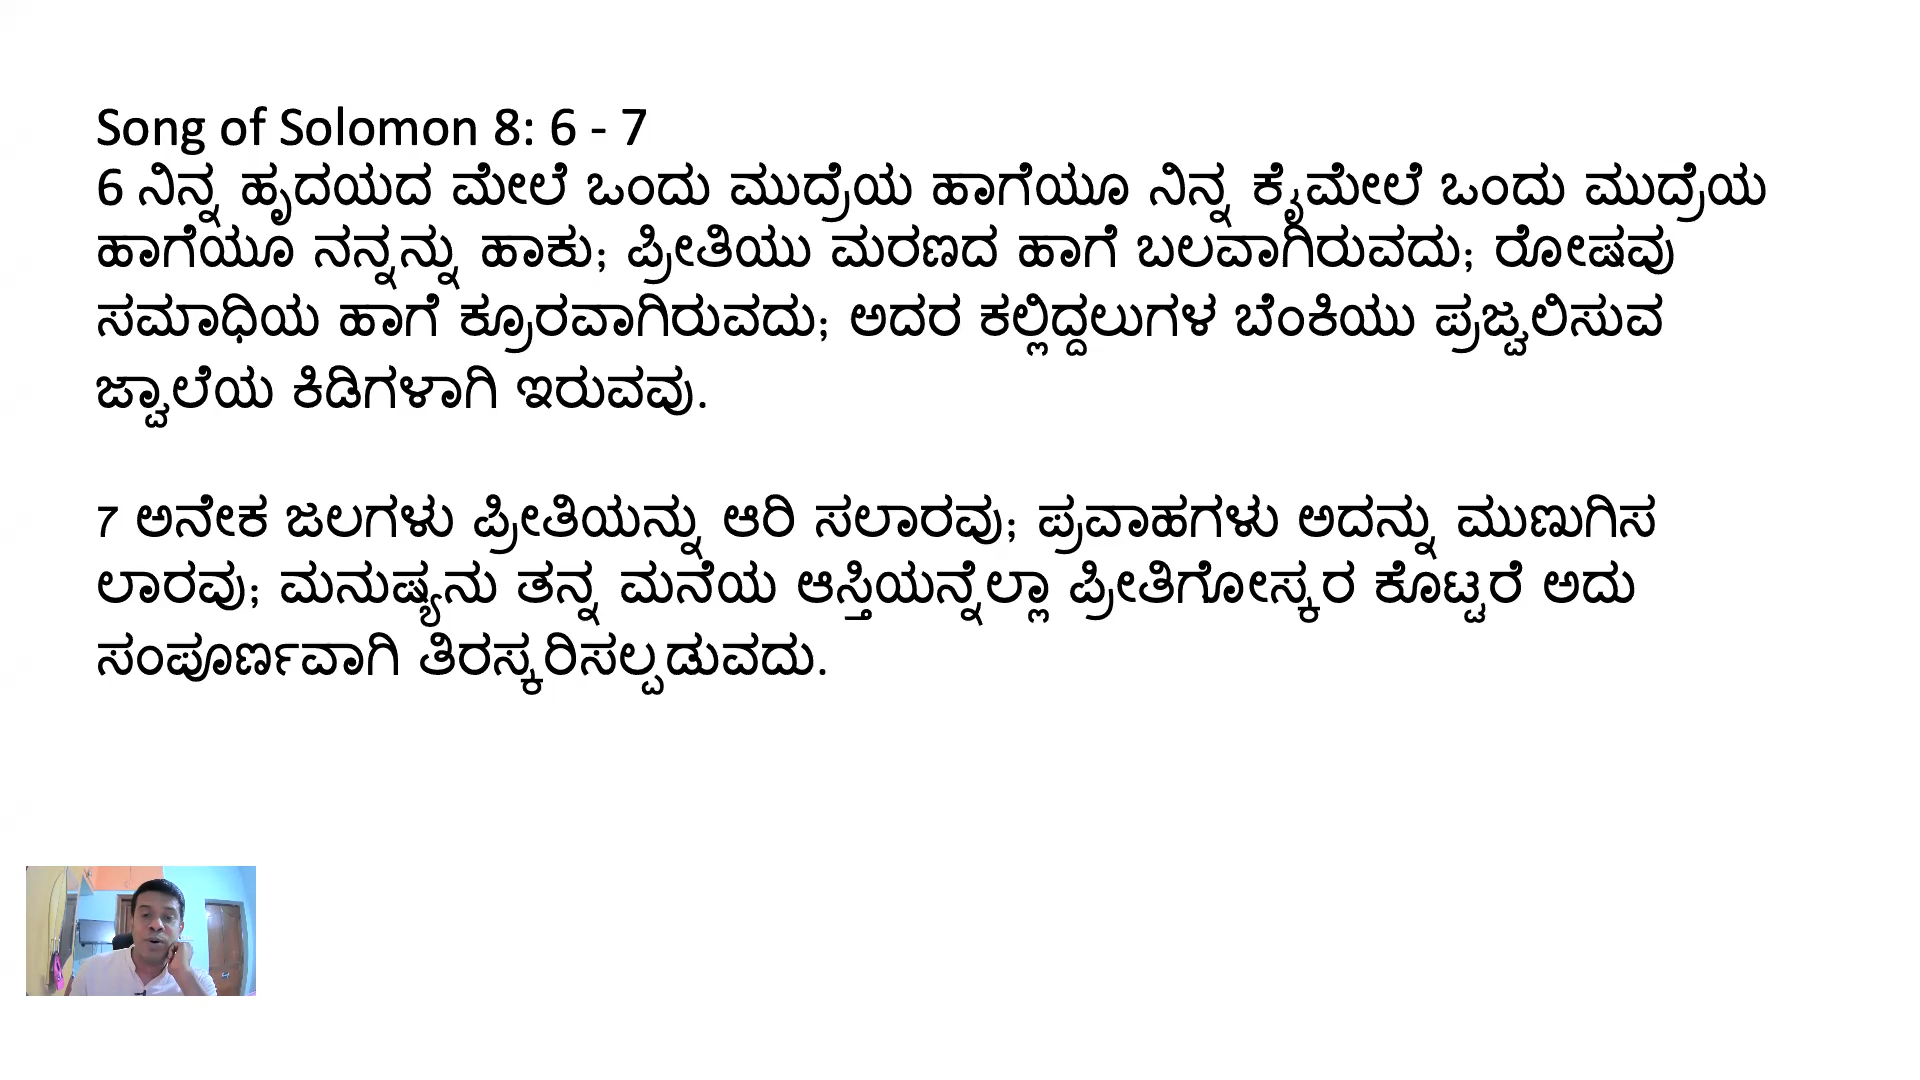 Song of Solomon 8: 6 - 7
6 ನಿನ್ನ ಹೃದಯದ ಮೇಲೆ ಒಂದು ಮುದ್ರೆಯ ಹಾಗೆಯೂ ನಿನ್ನ ಕೈಮೇಲೆ ಒಂದು ಮುದ್ರೆಯ
ಹಾಗೆಯೂ ನನ್ನನ್ನು ಹಾಕು; ಪ್ರೀತಿಯು ಮರಣದ ಹಾಗೆ ಬಲವಾಗಿರುವದು; ರೋಷವು
ಸಮಾಧಿಯ ಹಾಗೆ ಕ್ರೂರವಾಗಿರುವದು; ಅದರ ಕಲ್ಲಿದ್ದಲುಗಳ ಬೆಂಕಿಯು ಪ್ರಜ್ವಲಿಸುವ
ಜ್ವಾಲೆಯ ಕಿಡಿಗಳಾಗಿ ಇರುವವು.
7 ಅನೇಕ ಜಲಗಳು ಪ್ರೀತಿಯನ್ನು ಆರಿ ಸಲಾರವು; ಪ್ರವಾಹಗಳು ಅದನ್ನು ಮುಣುಗಿಸ
ಲಾರವು; ಮನುಷ್ಯನು ತನ್ನ ಮನೆಯ ಆಸ್ತಿಯನ್ನೆಲ್ಲಾ ಪ್ರೀತಿಗೋಸ್ಕರ ಕೊಟ್ಟರೆ ಅದು
ಸಂಪೂರ್ಣವಾಗಿ ತಿರಸ್ಕರಿಸಲ್ಪಡುವದು.